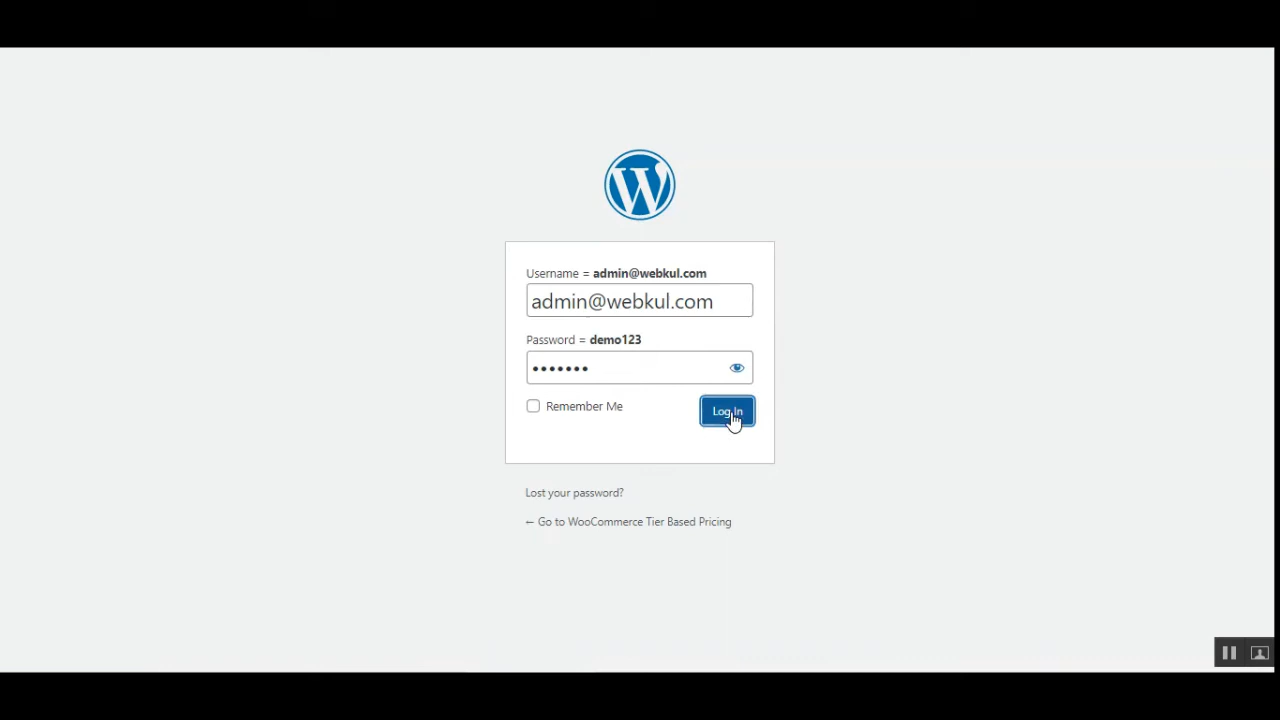 Username = admin@webkul.com
admin@webkul.com
Password = demo123
•••••••
Remember Me
Log In
Lost your password?
← Go to WooCommerce Tier Based Pricing